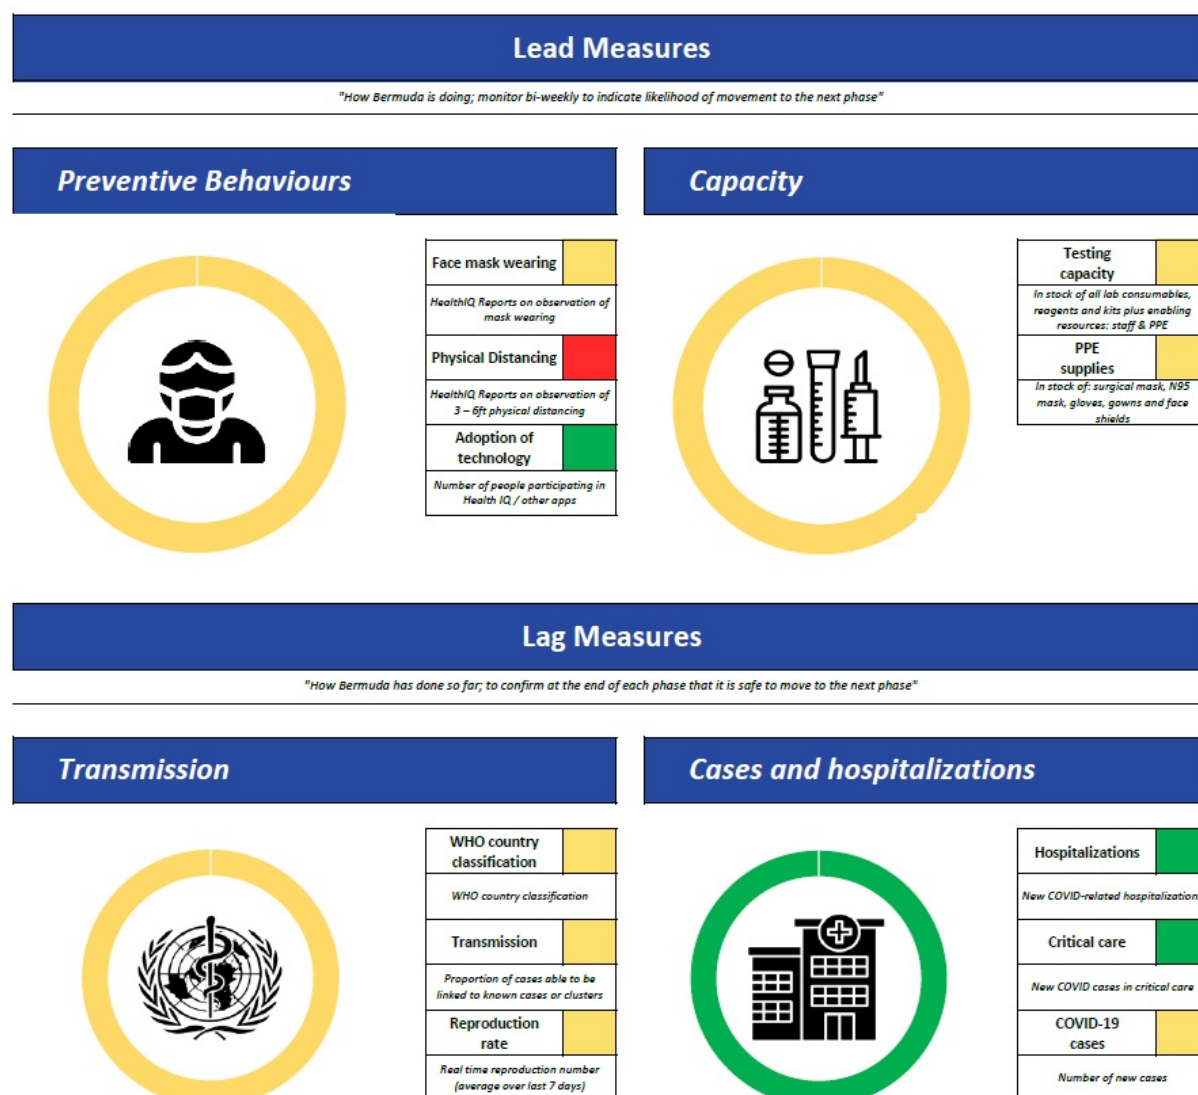 Lead Measures
"How Bermuda is doing; monitor bi-weekly to indicate likelihood of movement to the next phase"
Preventive Behaviours
Face mask wearing
HealthIQ Reports on observation of
mask wearing
Physical Distancing
HealthIQ Reports on observation of
3 – 6ft physical distancing
Adoption of
technology
Number of people participating in
Health IQ / other apps
Capacity
Testing
capacity
In stock of all lab consumables,
reagents and kits plus enabling
resources: staff & PPE
PPE
supplies
In stock of: surgical mask, N95
mask, gloves, gowns and face
shields
Lag Measures
"How Bermuda has done so far; to confirm at the end of each phase that it is safe to move to the next phase"
Transmission
WHO country
classification
WHO country classification
Transmission
Proportion of cases able to be
linked to known cases or clusters
Reproduction
rate
Real time reproduction number
(average over last 7 days)
Cases and hospitalizations
Hospitalizations
New COVID-related hospitalization
Critical care
New COVID cases in critical care
COVID-19
cases
Number of new cases